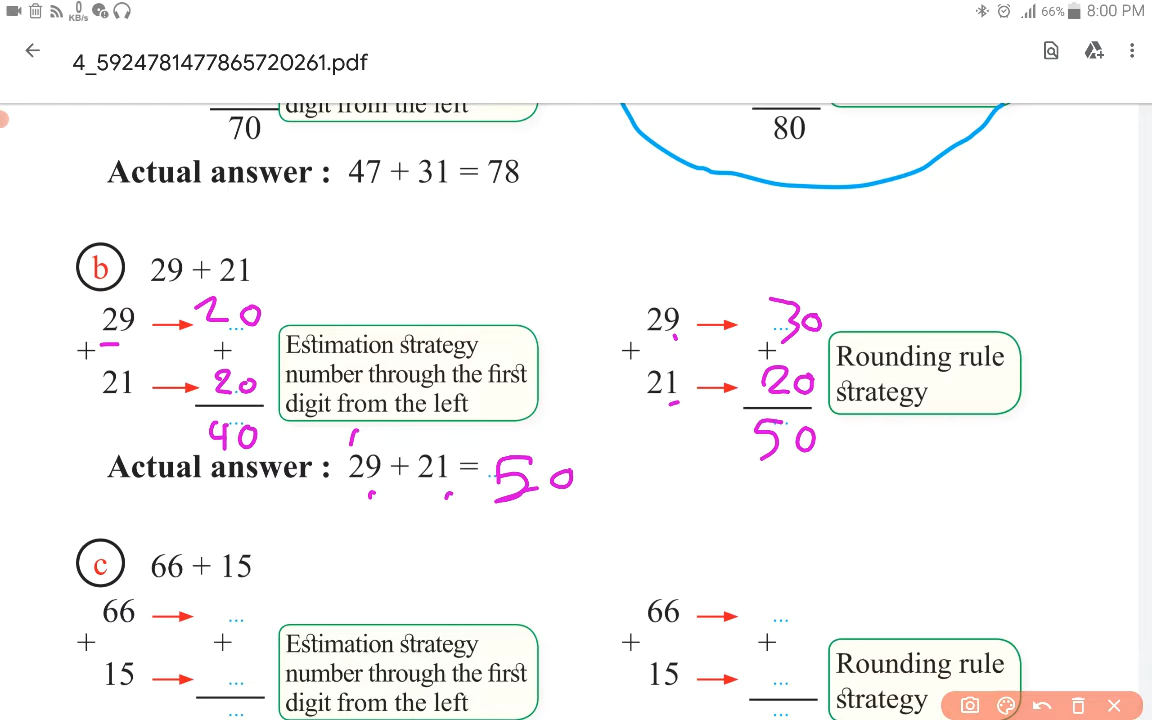 0
KB/s
66% 8:00 PM
4_5924781477865720261.pdf
digit from the left
70
80
Actual answer : 47 + 31 = 78
b 29 + 21
29 20
+ +
21 20
40
Estimation strategy
number through the first
digit from the left
29 30
+ +
21 20
50
Rounding rule
strategy
Actual answer : 29 + 21 = 50
c 66 + 15
66 ...
+ +
15 ...
...
Estimation strategy
number through the first
digit from the left
66 ...
+ +
15 ...
...
Rounding rule
strategy